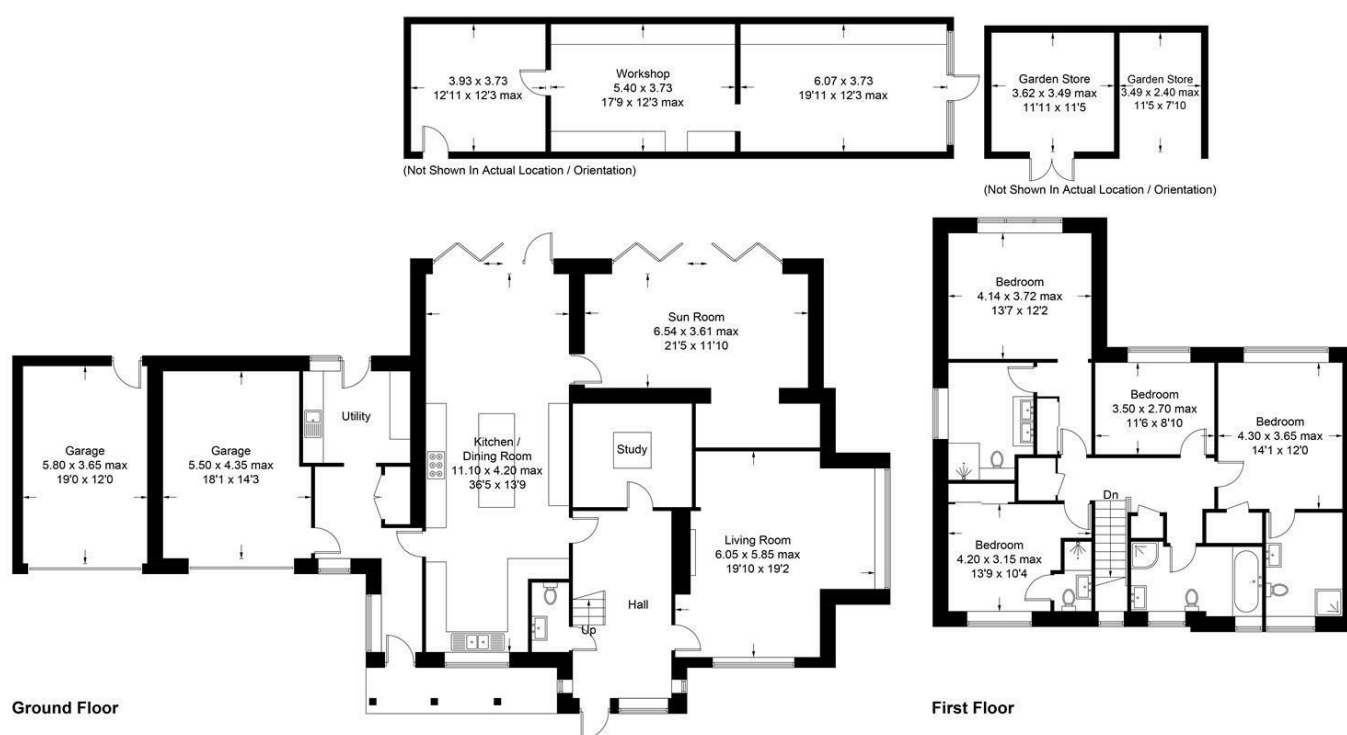 3.93 x 3.73
12'11 x 12'3 max
Workshop
5.40 x 3.73
17'9 x 12'3 max
6.07 x 3.73
19'11 x 12'3 max
(Not Shown In Actual Location / Orientation)
Garden Store
3.62 x 3.49 max
11'11 x 11'5
Garden Store
3.49 x 2.40 max
11'5 x 7'10
(Not Shown In Actual Location / Orientation)
Garage
5.80 x 3.65 max
19'0 x 12'0
Garage
5.50 x 4.35 max
18'1 x 14'3
Utility
Kitchen /
Dining Room
11.10 x 4.20 max
36'5 x 13'9
Sun Room
6.54 x 3.61 max
21'5 x 11'10
Study
Living Room
6.05 x 5.85 max
19'10 x 19'2
Hall
Up
Ground Floor
Bedroom
4.14 x 3.72 max
13'7 x 12'2
Bedroom
3.50 x 2.70 max
11'6 x 8'10
Bedroom
4.30 x 3.65 max
14'1 x 12'0
Dn
Bedroom
4.20 x 3.15 max
13'9 x 10'4
First Floor